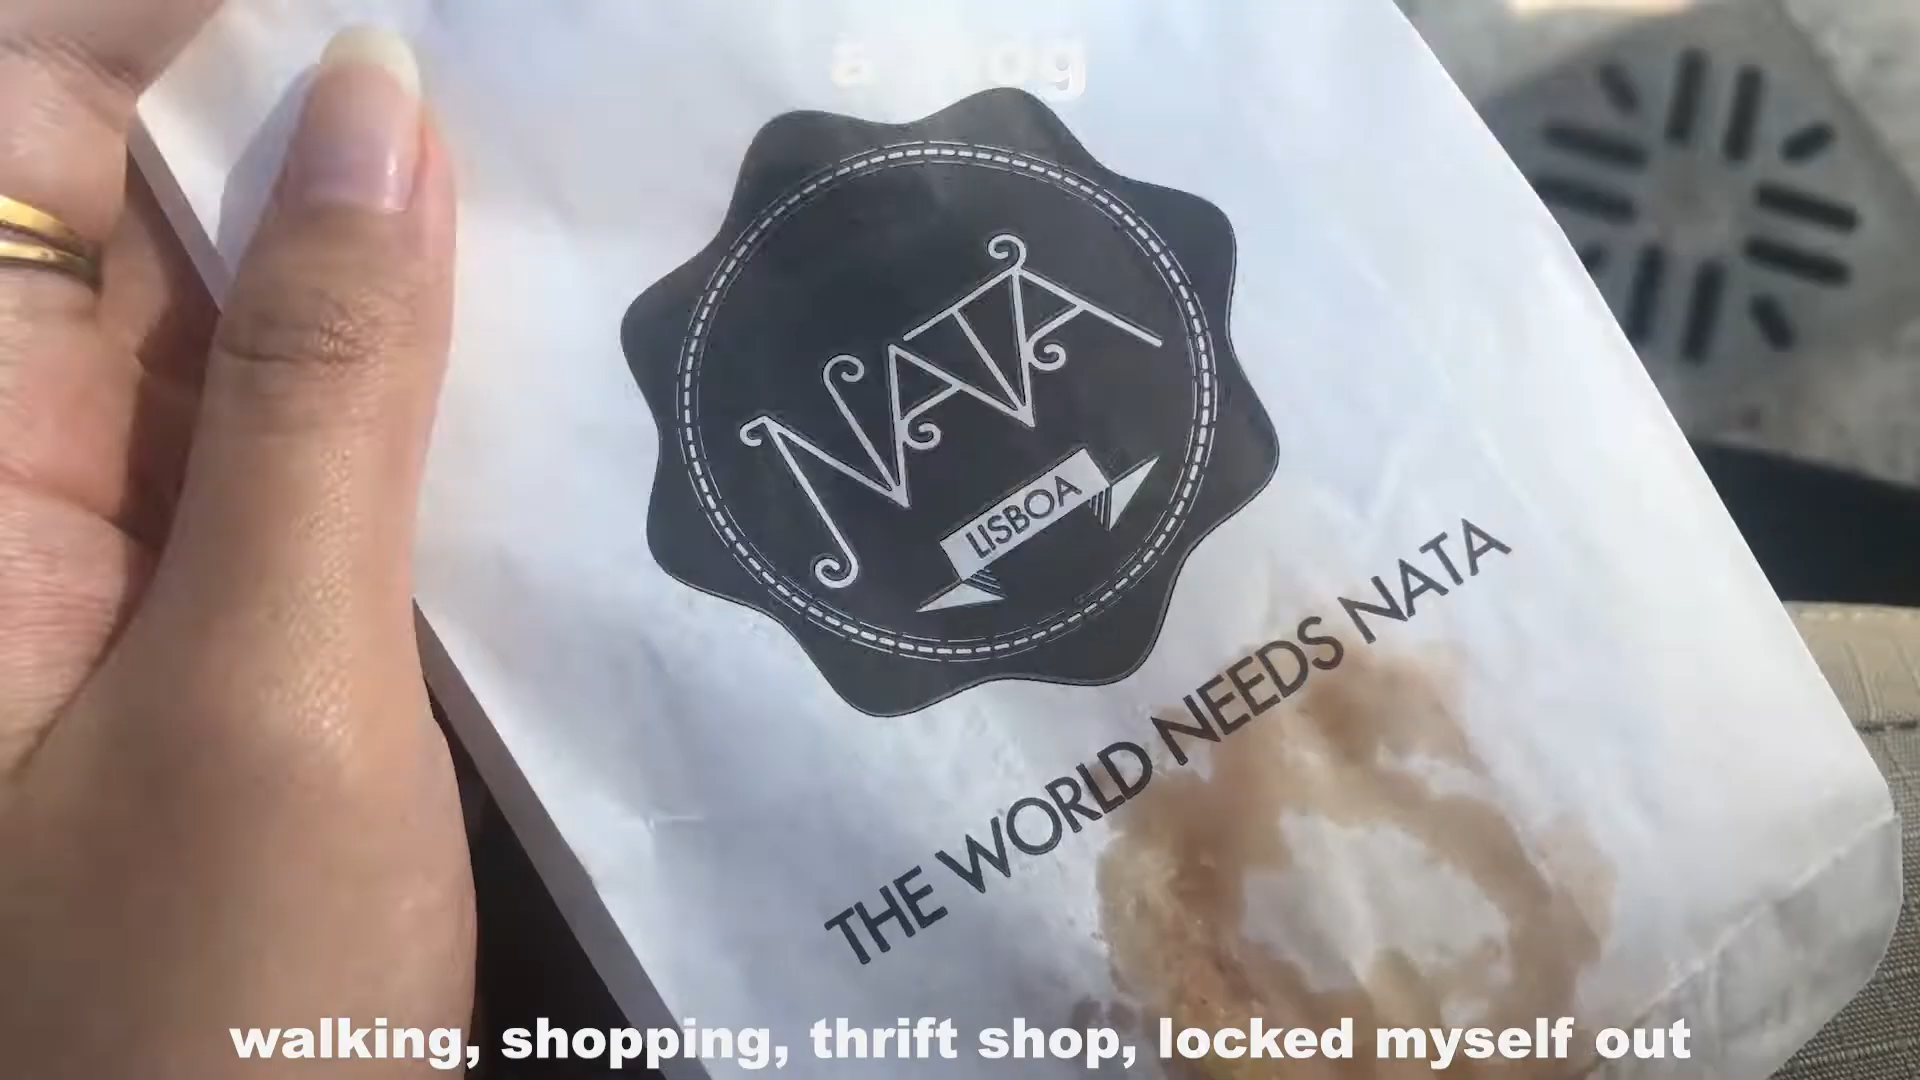 a
NATA
LISBOA
THE WORLD NEEDS NATA
walking, shopping, thrift shop, locked myself out